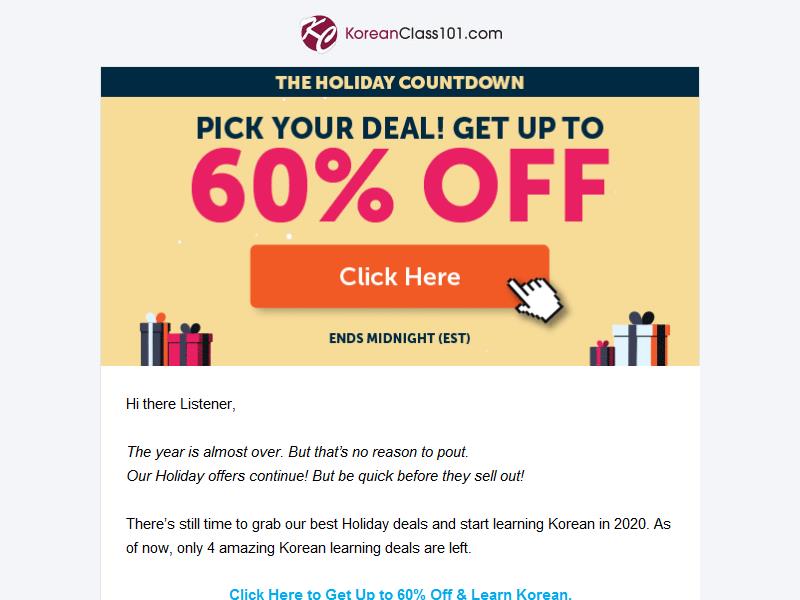 KoreanClass101.com
THE HOLIDAY COUNTDOWN
PICK YOUR DEAL! GET UP TO
60% OFF
Click Here
ENDS MIDNIGHT (EST)
Hi there Listener,
The year is almost over. But that's no reason to pout.
Our Holiday offers continue! But be quick before they sell out!
There's still time to grab our best Holiday deals and start learning Korean in 2020. As
of now, only 4 amazing Korean learning deals are left.
Click Here to Get Up to 60% Off & Learn Korean.